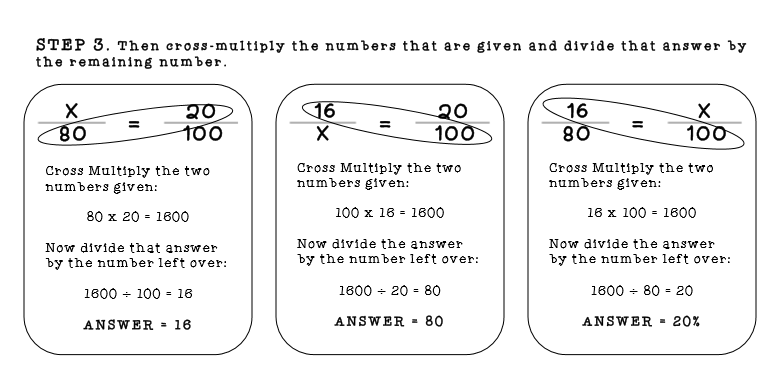 STEP 3. Then cross-multiply the numbers that are given and divide that answer by
the remaining number.
X
80
=
20
100
Cross Multiply the two
numbers given:
80 x 20 = 1600
Now divide that answer
by the number left over:
1600 ÷ 100 = 16
ANSWER = 16
16
X
=
20
100
Cross Multiply the two
numbers given:
100 x 16 = 1600
Now divide the answer
by the number left over:
1600 ÷ 20 = 80
ANSWER = 80
16
80
=
X
100
Cross Multiply the two
numbers given:
16 x 100 = 1600
Now divide the answer
by the number left over:
1600 ÷ 80 = 20
ANSWER = 20%